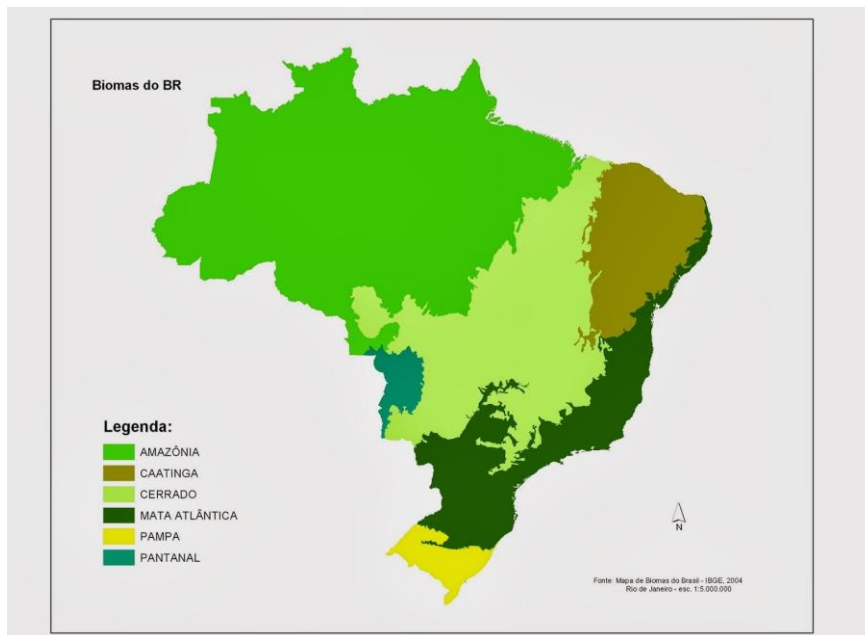 Biomas do BR
Legenda:
AMAZÔNIA
CAATINGA
CERRADO
MATA ATLÂNTICA
PAMPA
PANTANAL
N
Fonte: Mapa de Biomas do Brasil - IBGE, 2004
Rio de Janeiro - esc. 1:5.000.000